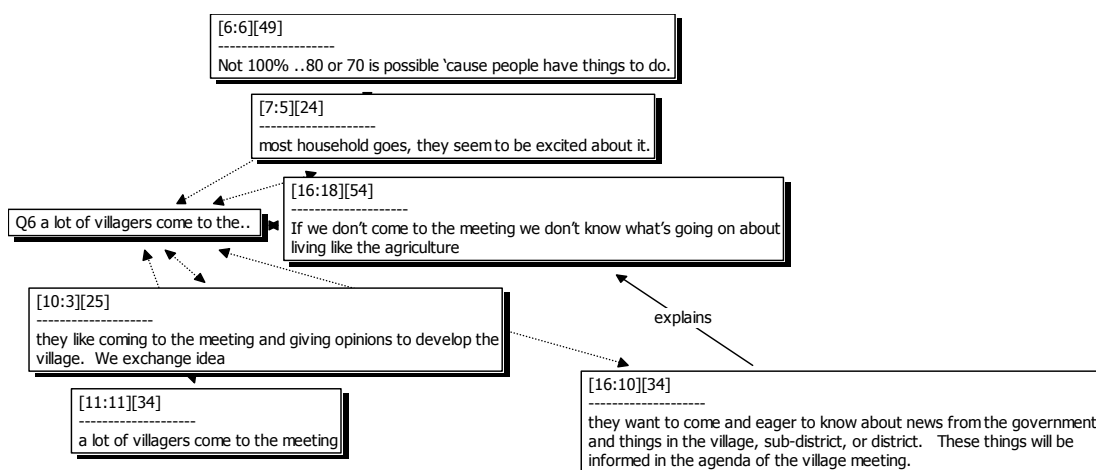 [6:6][49]
--------------------
Not 100% ..80 or 70 is possible ‘cause people have things to do.
[7:5][24]
--------------------
most household goes, they seem to be excited about it.
[16:18][54]
--------------------
If we don’t come to the meeting we don’t know what’s going on about
living like the agriculture
Q6 a lot of villagers come to the..
[10:3][25]
--------------------
they like coming to the meeting and giving opinions to develop the
village. We exchange idea
explains
[11:11][34]
--------------------
a lot of villagers come to the meeting
[16:10][34]
--------------------
they want to come and eager to know about news from the government
and things in the village, sub-district, or district. These things will be
informed in the agenda of the village meeting.